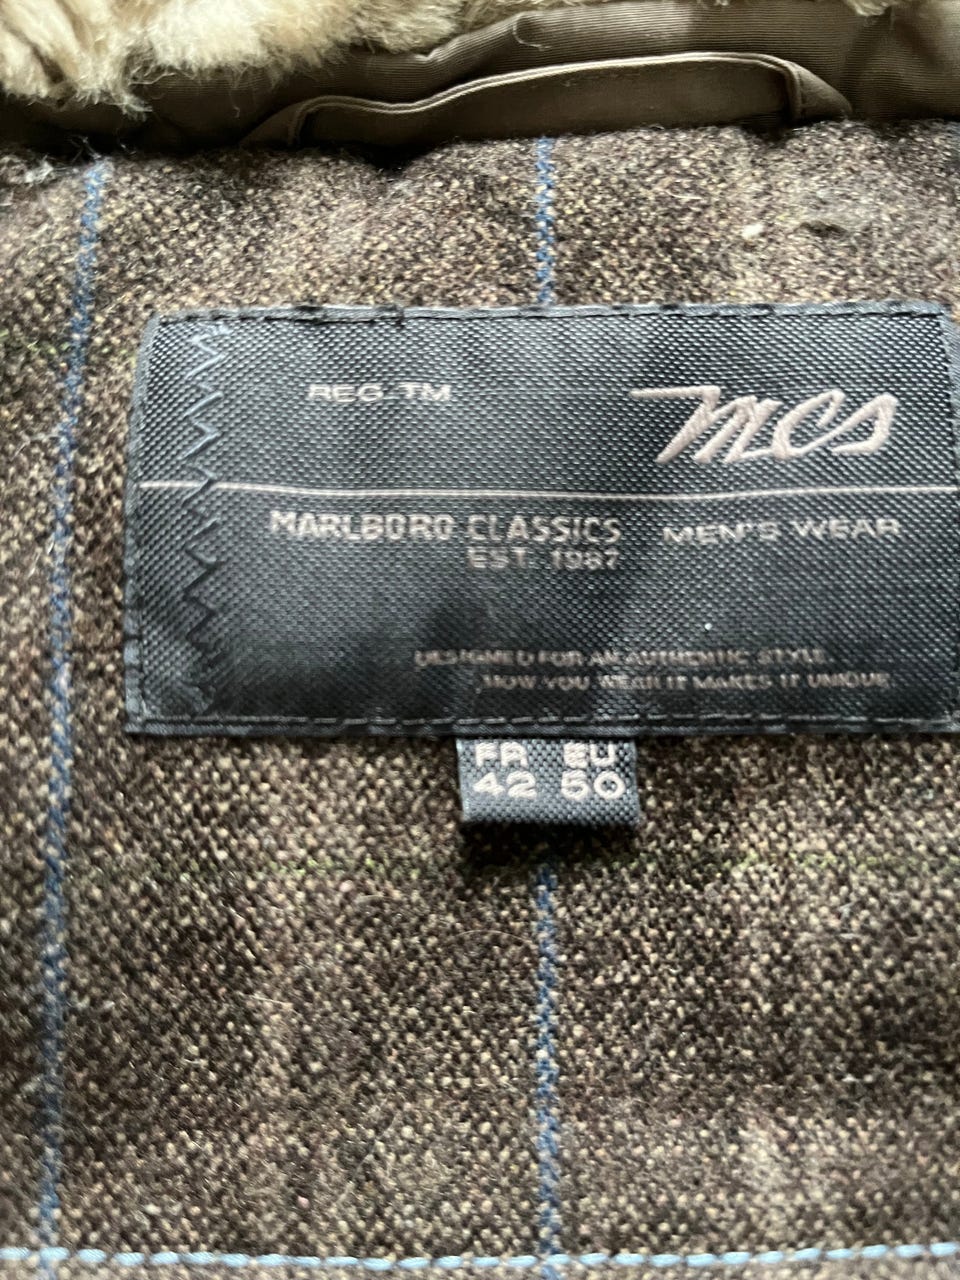 REG. TM
MCS
MARLBORO CLASSICS MEN'S WEAR
EST. 1987
DESIGNED FOR AN AUTHENTIC STYLE.
HOW YOU WEAR IT MAKES IT UNIQUE
FR EU
42 50